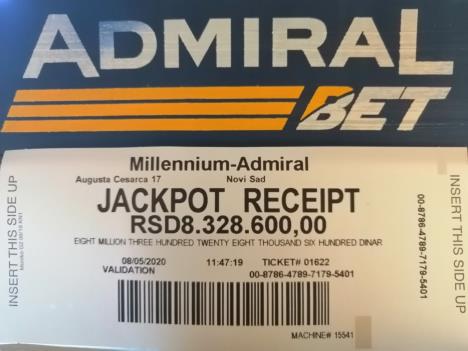 ADMIRAL
BET
Millennium-Admiral
Augusta Cesarca 17 Novi Sad
JACKPOT RECEIPT
RSD8.328.600,00
EIGHT MILLION THREE HUNDRED TWENTY EIGHT THOUSAND SIX HUNDRED DINAR
08/05/2020 11:47:19 TICKET# 01622
VALIDATION 00-8786-4789-7179-5401
MACHINE# 15541
INSERT THIS SIDE UP
INSERT THIS SIDE UP
00-8786-4789-7179-5401